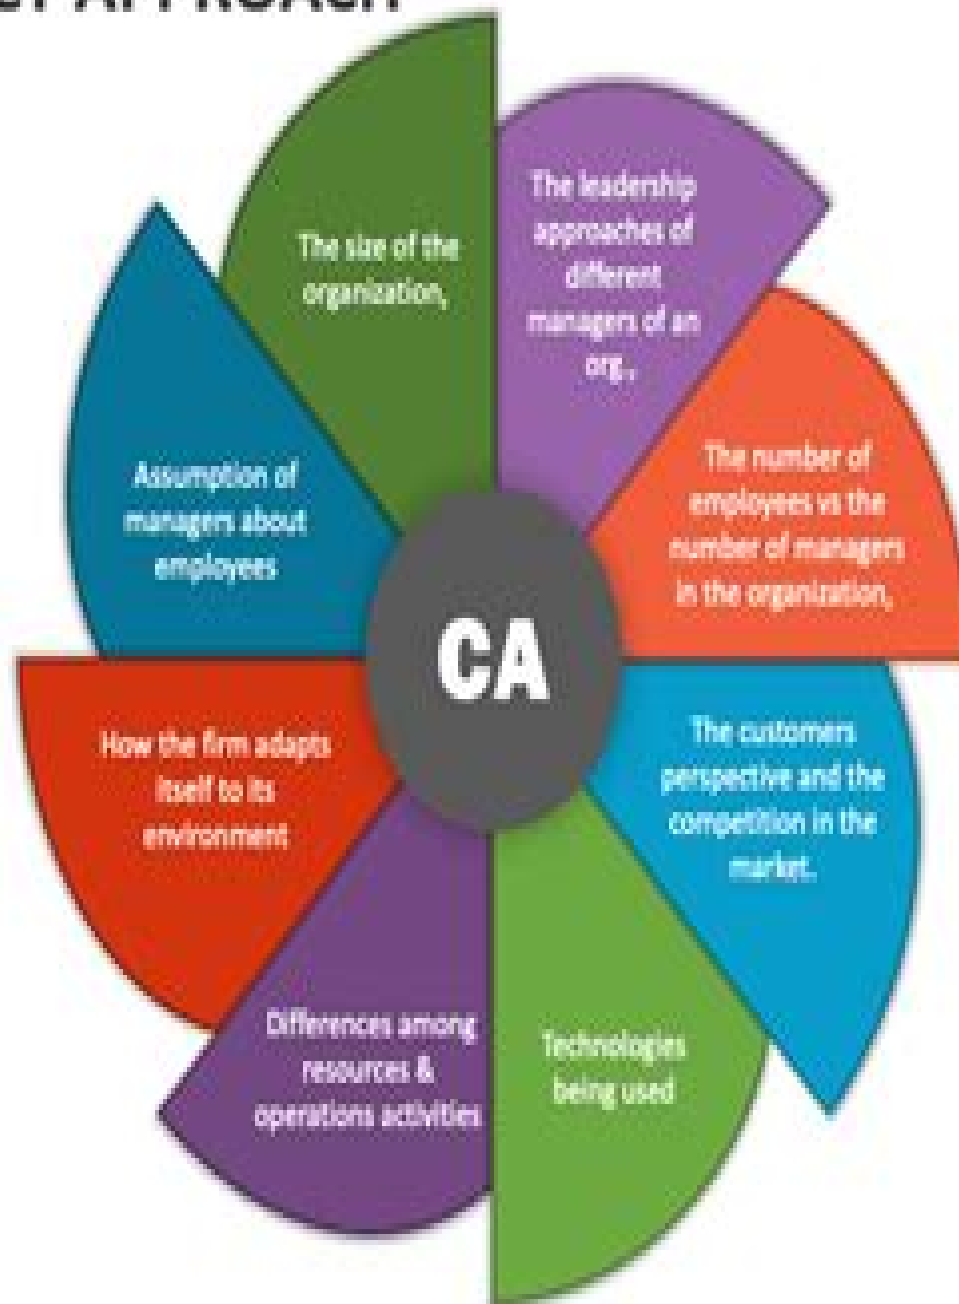 APPROACH
The leadership
approaches of
different
managers of an
org.,
The number of
employees vs the
number of managers
in the organization,
The customers
perspective and the
competition in the
market.
Technologies
being used
Differences among
resources &
operations activities
How the firm adapts
itself to its
environment
Assumption of
managers about
employees
The size of the
organization,
CA